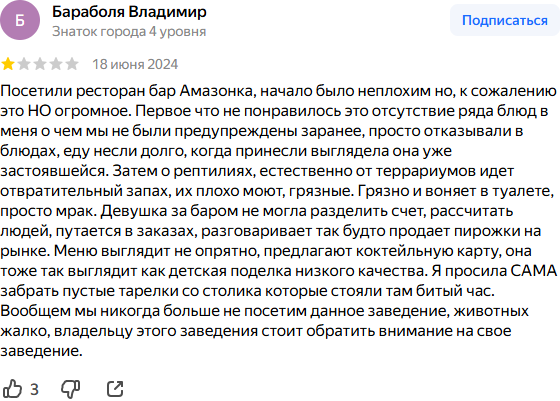 Б
Бараболя Владимир
Знаток города 4 уровня
Подписаться
18 июня 2024
Посетили ресторан бар Амазонка, начало было неплохим но, к сожалению
это НО огромное. Первое что не понравилось это отсутствие ряда блюд в
меня о чем мы не были предупреждены заранее, просто отказывали в
блюдах, еду несли долго, когда принесли выглядела она уже
застоявшейся. Затем о рептилиях, естественно от террариумов идет
отвратительный запах, их плохо моют, грязные. Грязно и воняет в туалете,
просто мрак. Девушка за баром не могла разделить счет, рассчитать
людей, путается в заказах, разговаривает так будто продает пирожки на
рынке. Меню выглядит не опрятно, предлагают коктейльную карту, она
тоже так выглядит как детская поделка низкого качества. Я просила САМА
забрать пустые тарелки со столика которые стояли там битый час.
Вообщем мы никогда больше не посетим данное заведение, животных
жалко, владельцу этого заведения стоит обратить внимание на свое
заведение.
3